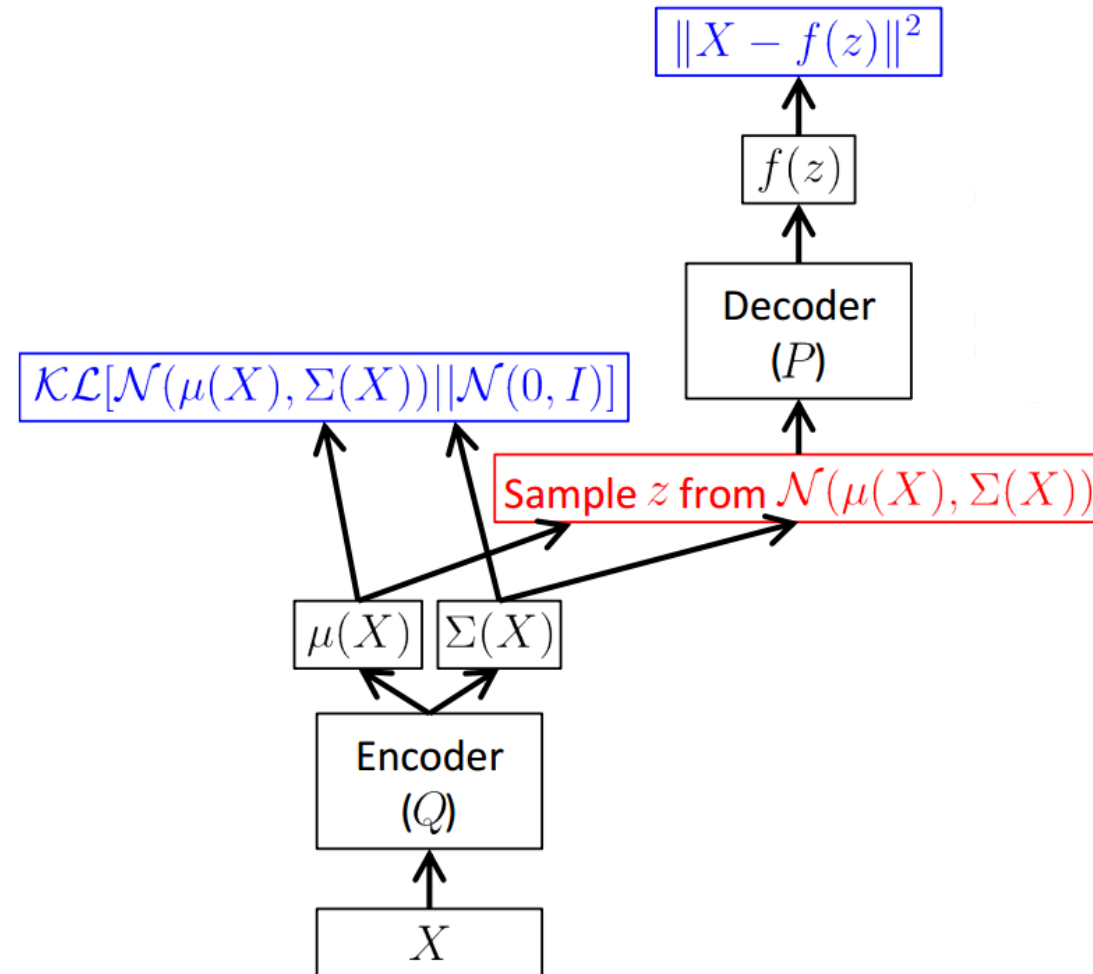 ‖X − f(z)‖²
f(z)
Decoder
(P)
𝒦ℒ[𝒩(μ(X), Σ(X))||𝒩(0, I)]
Sample z from 𝒩(μ(X), Σ(X))
μ(X)
Σ(X)
Encoder
(Q)
X